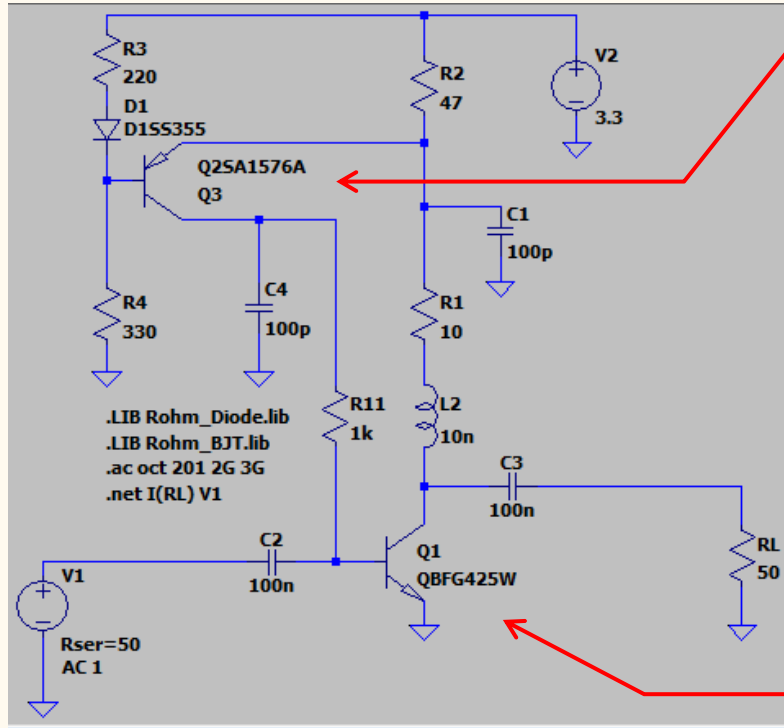 R3
220
R2
47
V2
3.3
D1
D1SS355
Q2SA1576A
Q3
C1
100p
C4
100p
R4
330
R1
10
L2
10n
R11
1k
.LIB Rohm_Diode.lib
.LIB Rohm_BJT.lib
.ac oct 201 2G 3G
.net I(RL) V1
C3
100n
C2
100n
Q1
QBFG425W
RL
50
V1
Rser=50
AC 1